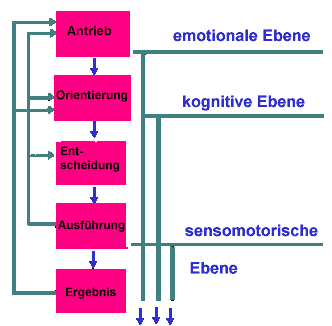 Antrieb
emotionale Ebene
Orientierung
kognitive Ebene
Ent-
scheidung
Ausführung
sensomotorische
Ebene
Ergebnis